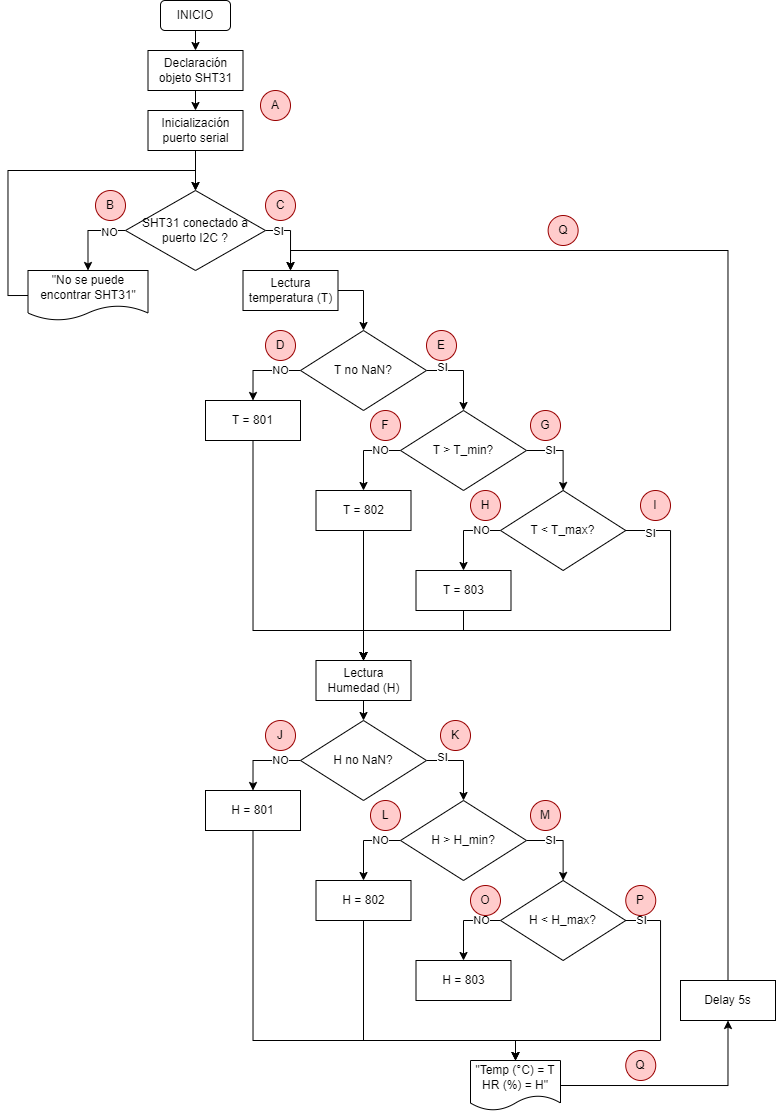 INICIO
Declaración
objeto SHT31
A
Inicialización
puerto serial
B
C
SHT31 conectado a
puerto I2C ?
NO
SI
Q
"No se puede
encontrar SHT31"
Lectura
temperatura (T)
D
E
T no NaN?
NO
SI
T = 801
F
G
T > T_min?
NO
SI
T = 802
H
I
T < T_max?
NO
SI
T = 803
Lectura
Humedad (H)
J
K
H no NaN?
NO
SI
H = 801
L
M
H > H_min?
NO
SI
H = 802
O
P
H < H_max?
NO
SI
H = 803
Delay 5s
"Temp (°C) = T
HR (%) = H"
Q